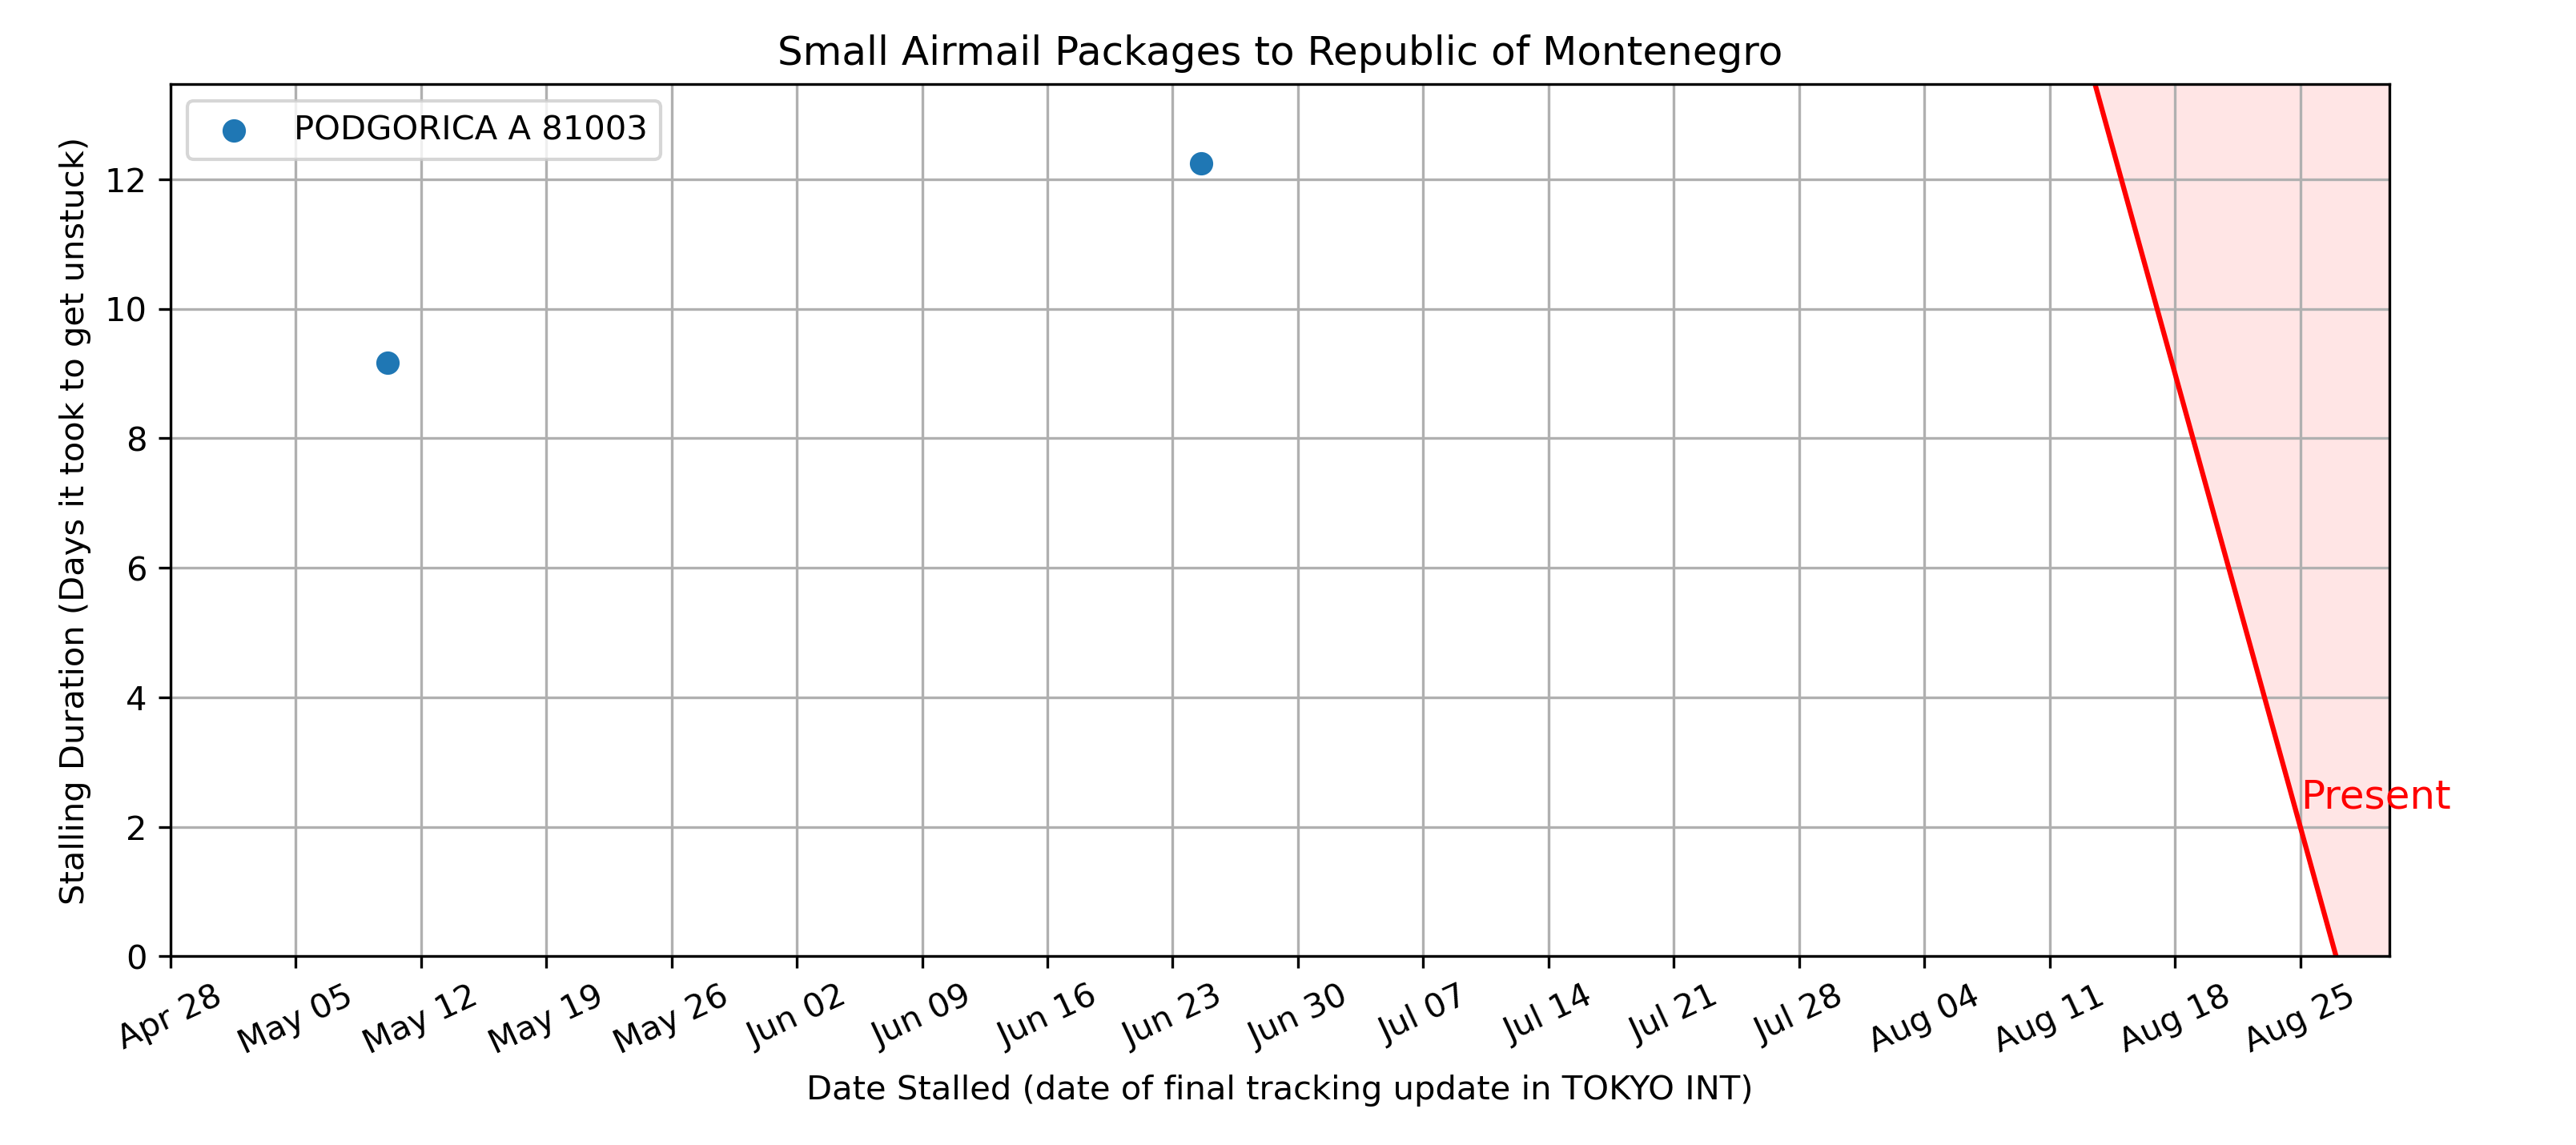 Small Airmail Packages to Republic of Montenegro
PODGORICA A 81003
Stalling Duration (Days it took to get unstuck)
12
10
8
6
4
2
0
Present
Apr 28
May 05
May 12
May 19
May 26
Jun 02
Jun 09
Jun 16
Jun 23
Jun 30
Jul 07
Jul 14
Jul 21
Jul 28
Aug 04
Aug 11
Aug 18
Aug 25
Date Stalled (date of final tracking update in TOKYO INT)